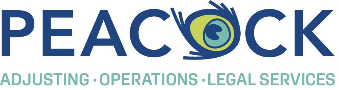 PEACOCK
ADJUSTING · OPERATIONS · LEGAL SERVICES